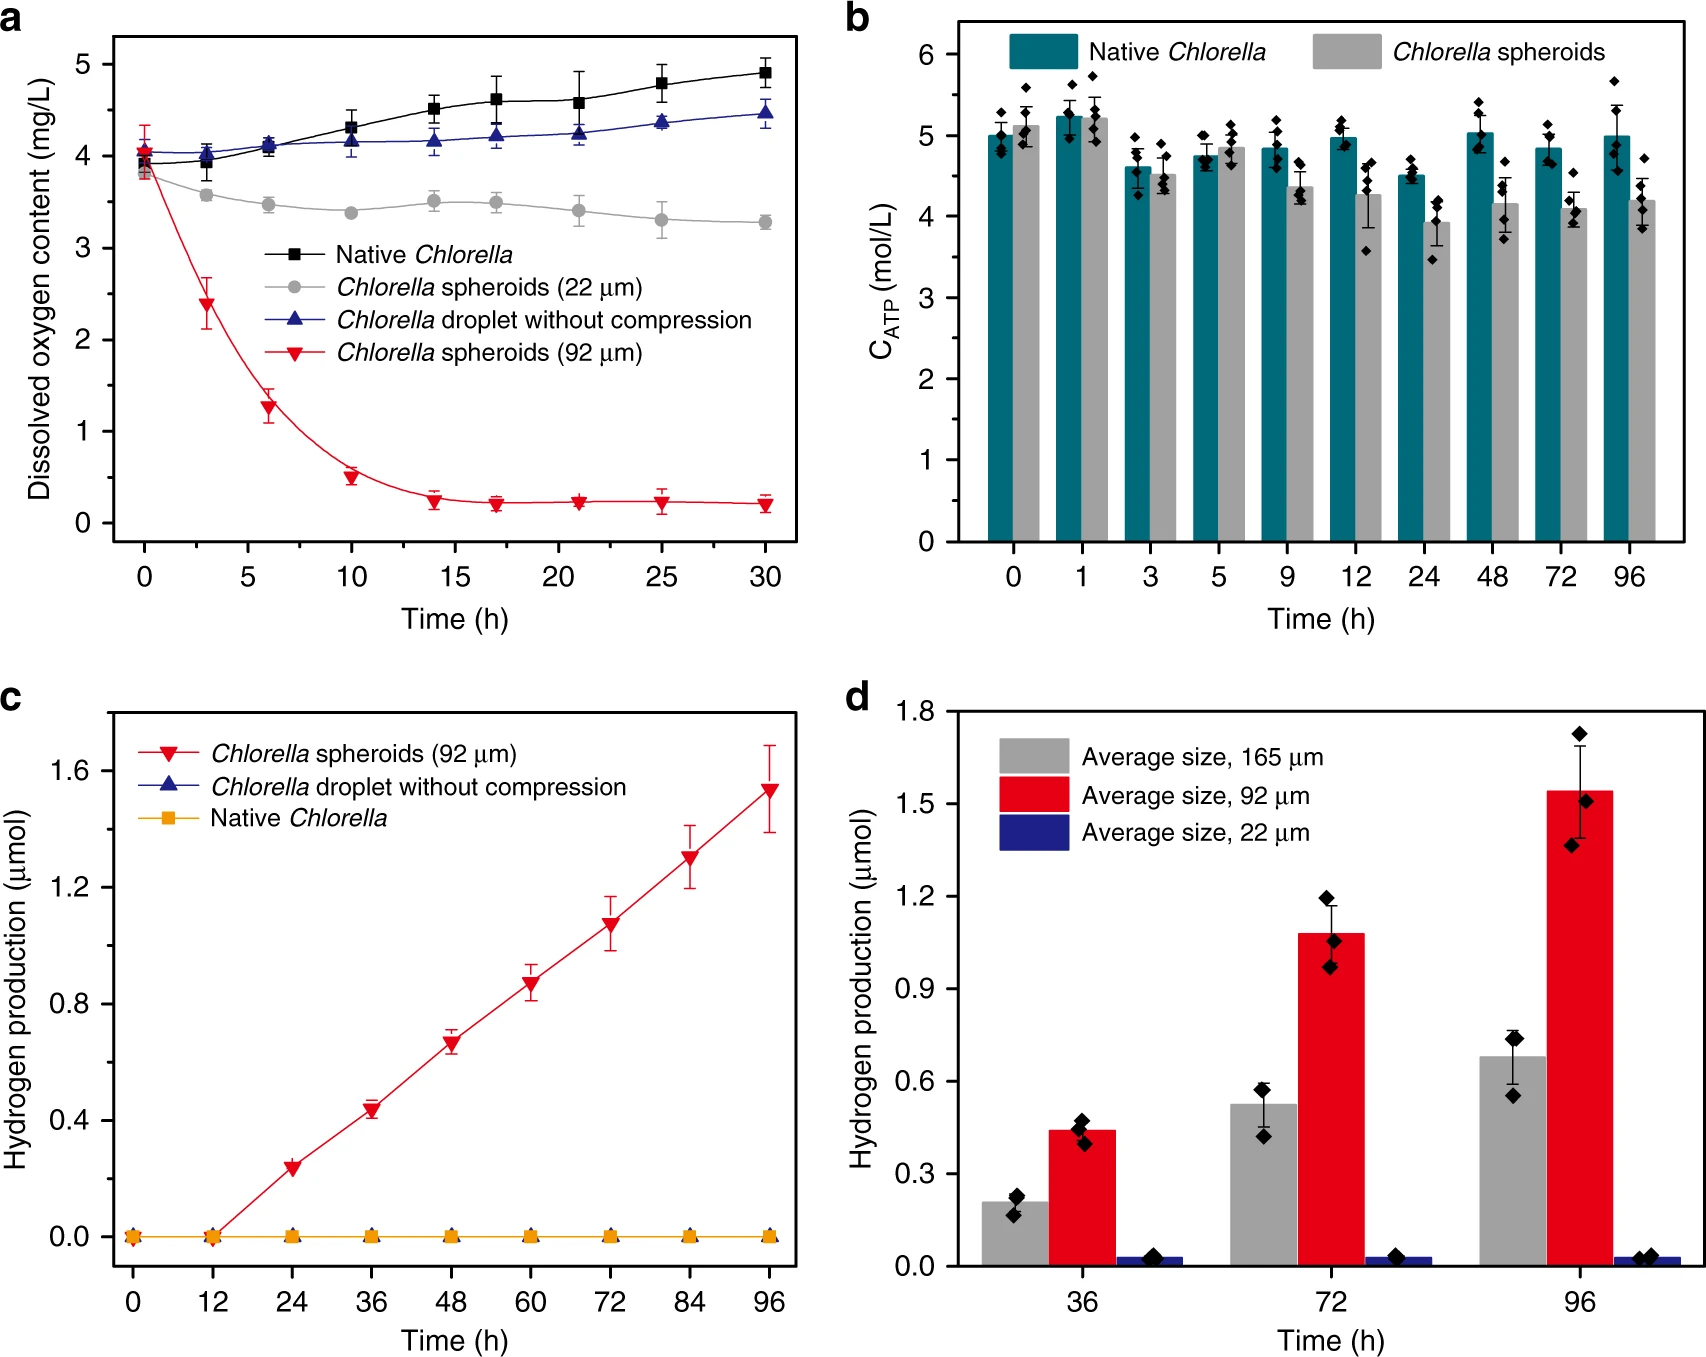 a
5
4
3
2
1
0
Dissolved oxygen content (mg/L)
Native Chlorella
Chlorella spheroids (22 μm)
Chlorella droplet without compression
Chlorella spheroids (92 μm)
0 5 10 15 20 25 30
Time (h)
b
6
5
4
3
2
1
0
CATP (mol/L)
Native Chlorella
Chlorella spheroids
0 1 3 5 9 12 24 48 72 96
Time (h)
c
1.6
1.2
0.8
0.4
0.0
Hydrogen production (μmol)
Chlorella spheroids (92 μm)
Chlorella droplet without compression
Native Chlorella
0 12 24 36 48 60 72 84 96
Time (h)
d
1.8
1.5
1.2
0.9
0.6
0.3
0.0
Hydrogen production (μmol)
Average size, 165 μm
Average size, 92 μm
Average size, 22 μm
36 72 96
Time (h)